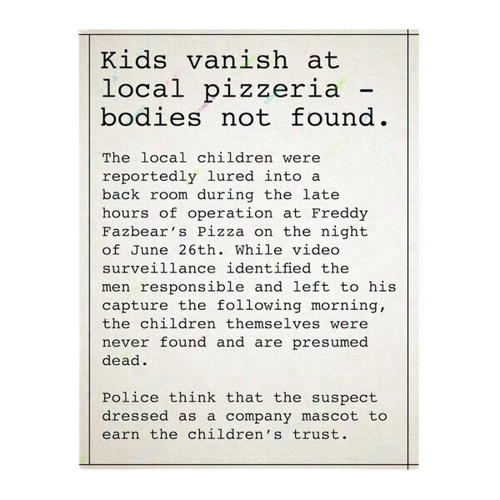 Kids vanish at
local pizzeria –
bodies not found.
The local children were
reportedly lured into a
back room during the late
hours of operation at Freddy
Fazbear's Pizza on the night
of June 26th. While video
surveillance identified the
men responsible and left to his
capture the following morning,
the children themselves were
never found and are presumed
dead.
Police think that the suspect
dressed as a company mascot to
earn the children's trust.